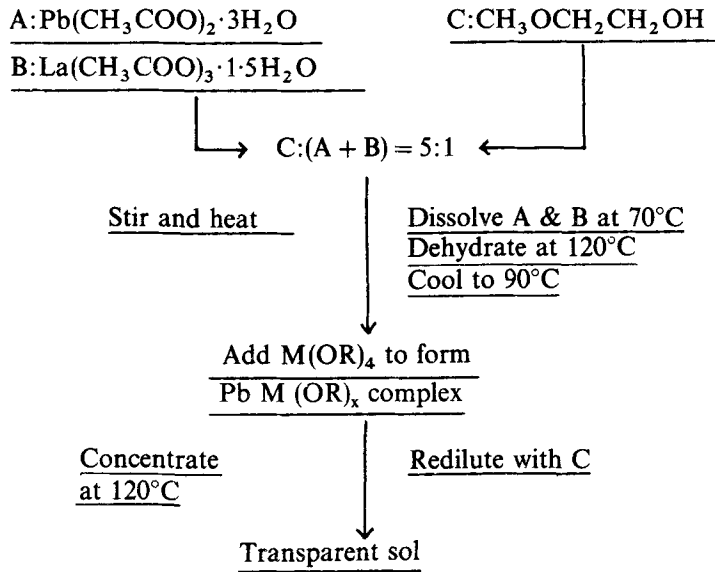 A:Pb(CH₃COO)₂·3H₂O
B:La(CH₃COO)₃·1·5H₂O
C:CH₃OCH₂CH₂OH
C:(A + B) = 5:1
Stir and heat
Dissolve A & B at 70°C
Dehydrate at 120°C
Cool to 90°C
Add M(OR)₄ to form
Pb M (OR)ₓ complex
Concentrate
at 120°C
Redilute with C
Transparent sol